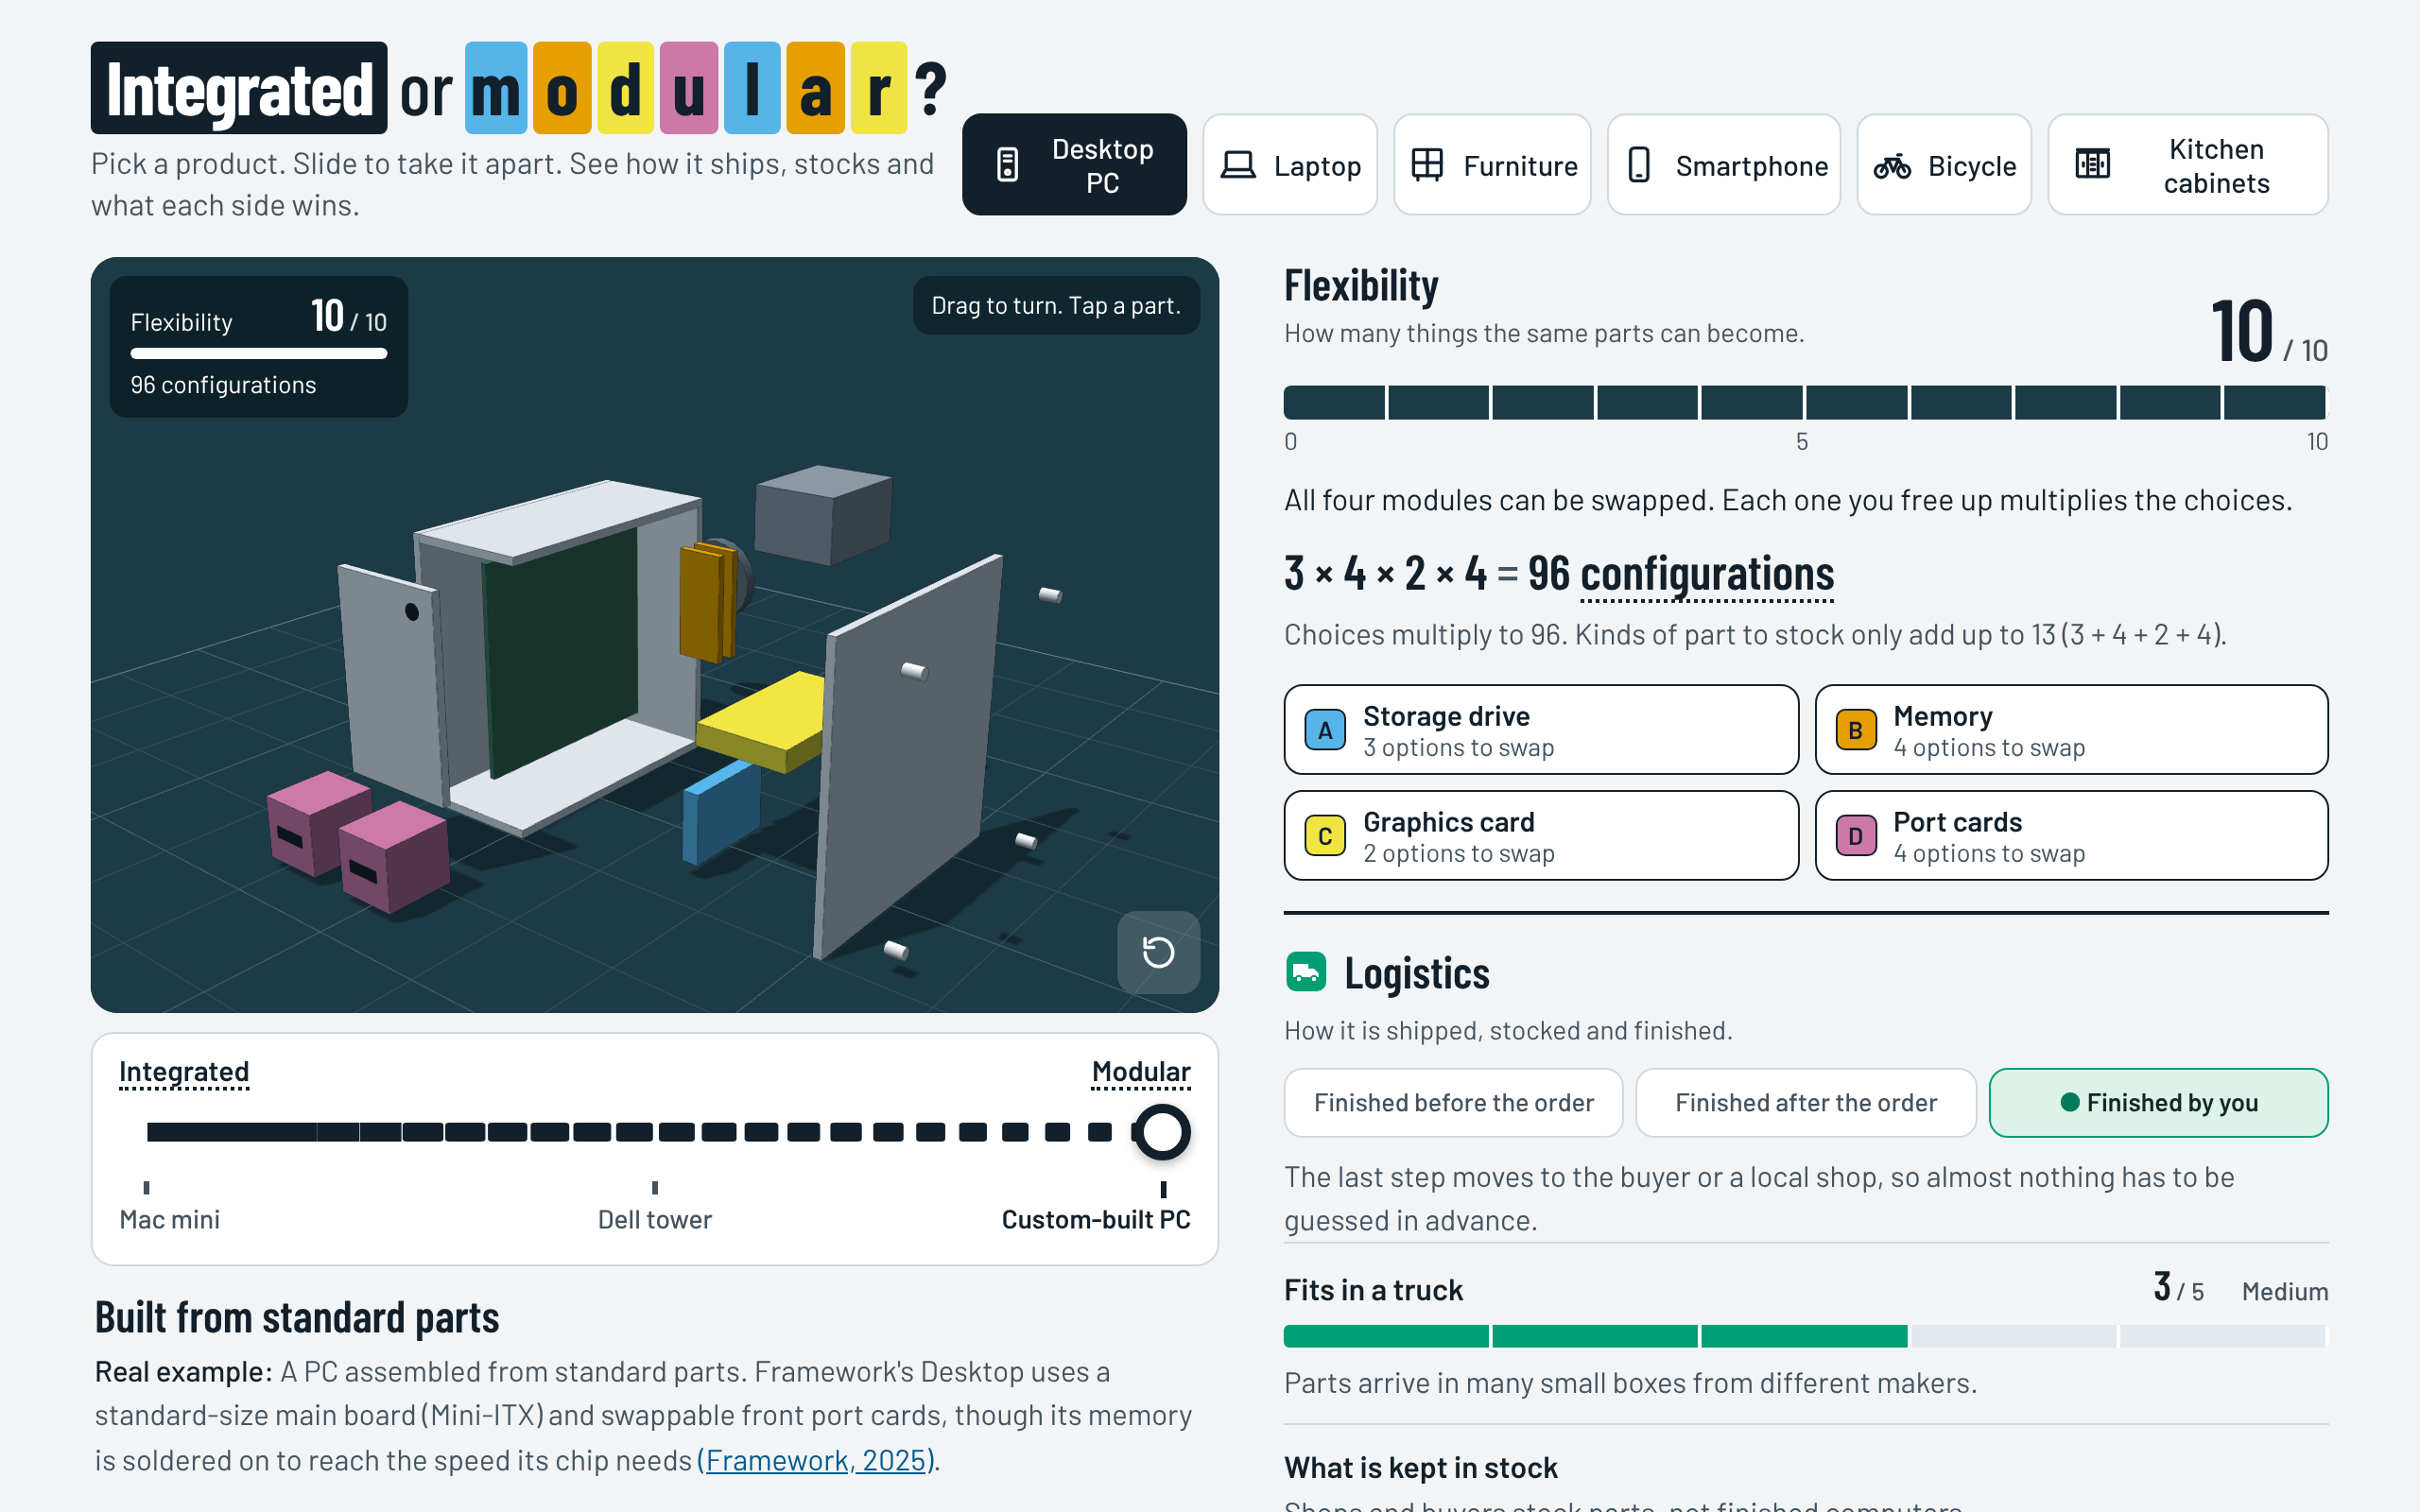 Integrated or modular?
Pick a product. Slide to take it apart. See how it ships, stocks and
what each side wins.
Desktop
PC
Laptop
Furniture
Smartphone
Bicycle
Kitchen
cabinets
Flexibility 10 / 10
96 configurations
Drag to turn. Tap a part.
Integrated
Modular
Mac mini
Dell tower
Custom-built PC
Built from standard parts
Real example: A PC assembled from standard parts. Framework's Desktop uses a
standard-size main board (Mini-ITX) and swappable front port cards, though its memory
is soldered on to reach the speed its chip needs (Framework, 2025).
Flexibility
How many things the same parts can become.
10 / 10
0
5
10
All four modules can be swapped. Each one you free up multiplies the choices.
3 × 4 × 2 × 4 = 96 configurations
Choices multiply to 96. Kinds of part to stock only add up to 13 (3 + 4 + 2 + 4).
A
Storage drive
3 options to swap
B
Memory
4 options to swap
C
Graphics card
2 options to swap
D
Port cards
4 options to swap
Logistics
How it is shipped, stocked and finished.
Finished before the order
Finished after the order
Finished by you
The last step moves to the buyer or a local shop, so almost nothing has to be
guessed in advance.
Fits in a truck
3 / 5 Medium
Parts arrive in many small boxes from different makers.
What is kept in stock
Shops and buyers stock parts, not finished computers.